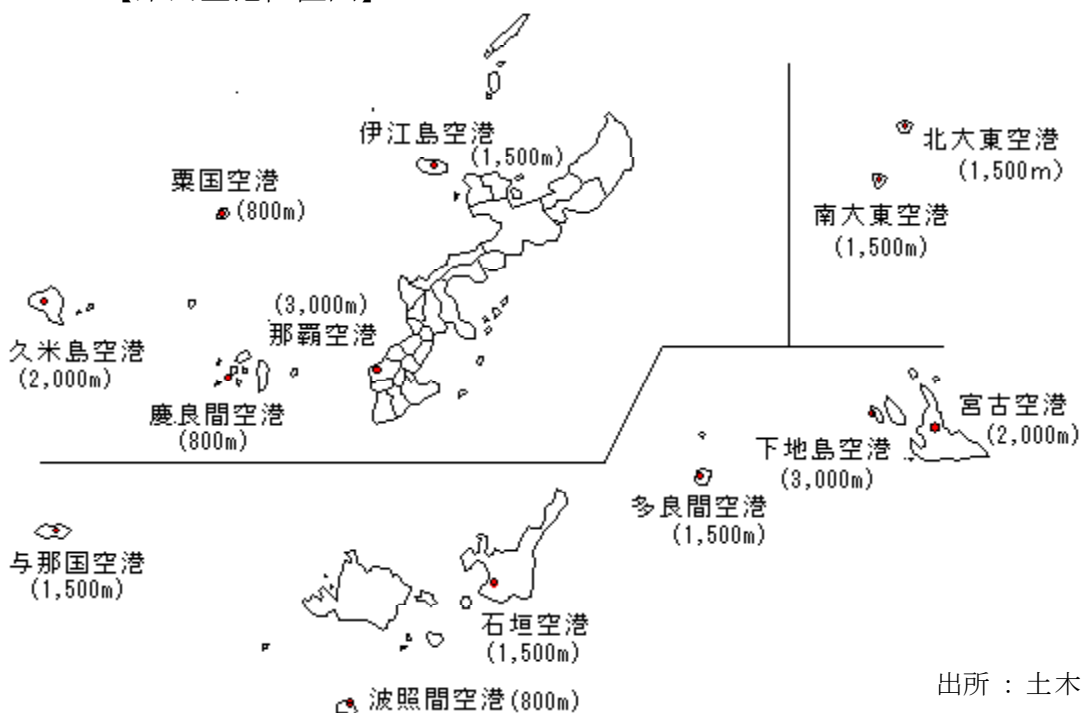 伊江島空港
(1,500m)
粟国空港
(800m)
北大東空港
(1,500m)
南大東空港
(1,500m)
(3,000m)
那覇空港
久米島空港
(2,000m)
慶良間空港
(800m)
宮古空港
(2,000m)
下地島空港
(3,000m)
多良間空港
(1,500m)
与那国空港
(1,500m)
石垣空港
(1,500m)
波照間空港(800m)
出所 : 土木